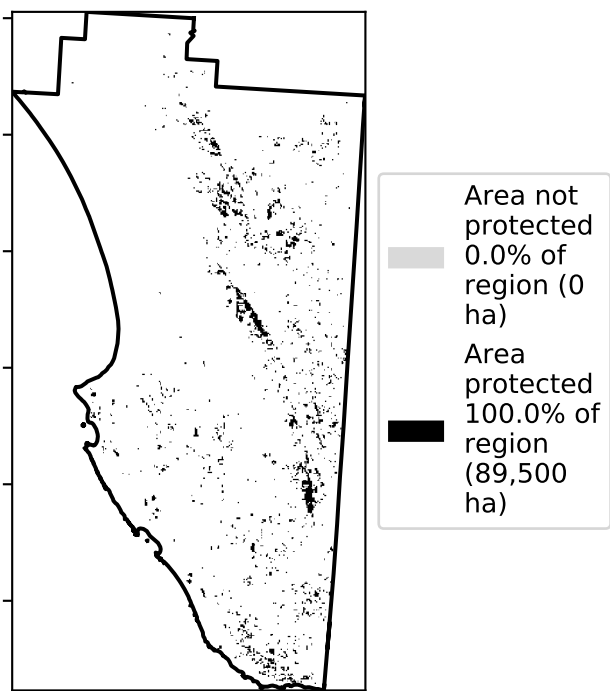 Area not
protected
0.0% of
region (0
ha)
Area
protected
100.0% of
region
(89,500
ha)